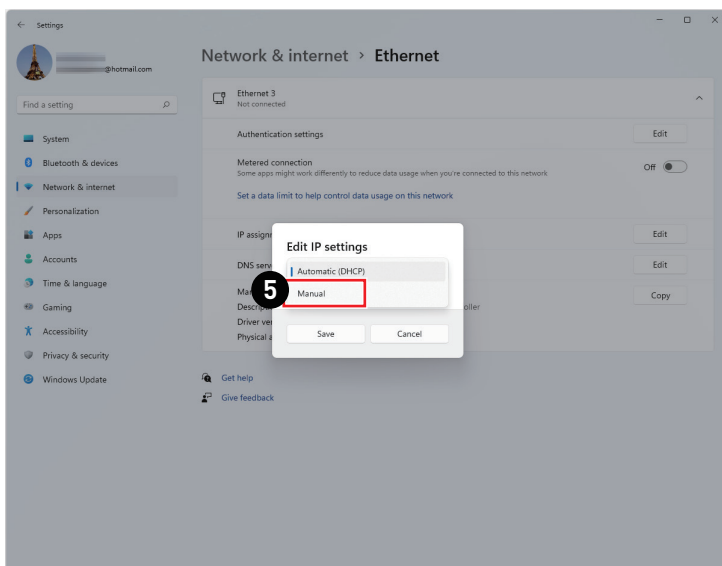 Settings
@hotmail.com
Find a setting
System
Bluetooth & devices
Network & internet
Personalization
Apps
Accounts
Time & language
Gaming
Accessibility
Privacy & security
Windows Update
Network & internet > Ethernet
Ethernet 3
Not connected
Authentication settings
Edit
Metered connection
Some apps might work differently to reduce data usage when you're connected to this network
Off
Set a data limit to help control data usage on this network
IP assign
Edit
DNS serv
Edit
Copy
Driver ver
Physical a
Edit IP settings
Automatic (DHCP)
5
Manual
Save
Cancel
Get help
Give feedback